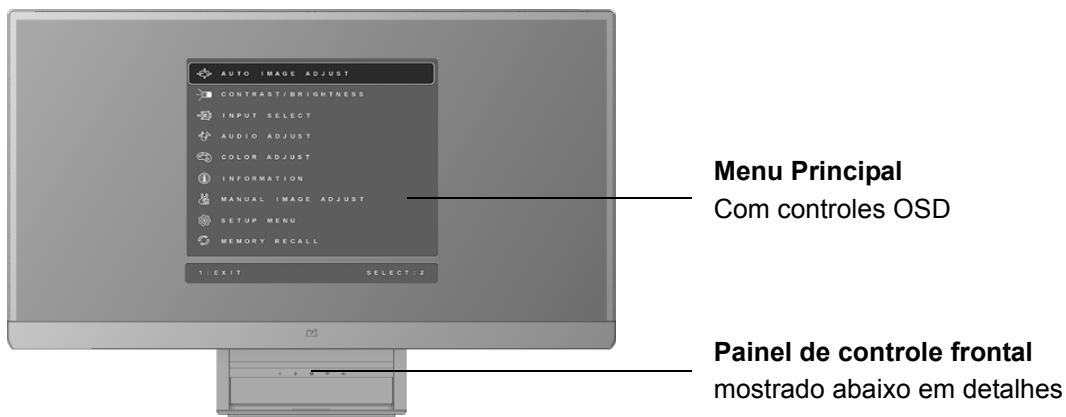 AUTO IMAGE ADJUST
CONTRAST/BRIGHTNESS
INPUT SELECT
AUDIO ADJUST
COLOR ADJUST
INFORMATION
MANUAL IMAGE ADJUST
SETUP MENU
MEMORY RECALL
1:EXIT SELECT:2
Menu Principal
Com controles OSD
Painel de controle frontal
mostrado abaixo em detalhes